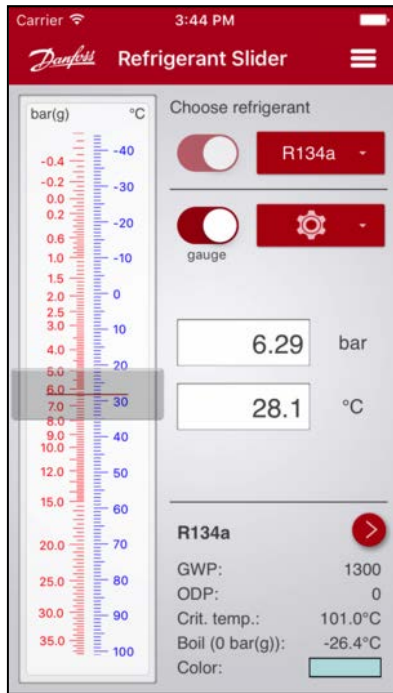 Carrier 3:44 PM
Danfoss Refrigerant Slider
bar(g) °C
-40
-0.4
-0.2
-30
0.0
0.2
-20
0.6
1.0
-10
1.5
2.0
0
2.5
3.0
10
4.0
20
5.0
6.0
30
7.0
8.0
9.0
40
10.0
12.0
50
15.0
60
20.0
70
25.0
80
30.0
90
35.0
100
Choose refrigerant
R134a
gauge
6.29 bar
28.1 °C
R134a
GWP: 1300
ODP: 0
Crit. temp.: 101.0°C
Boil (0 bar(g)): -26.4°C
Color: